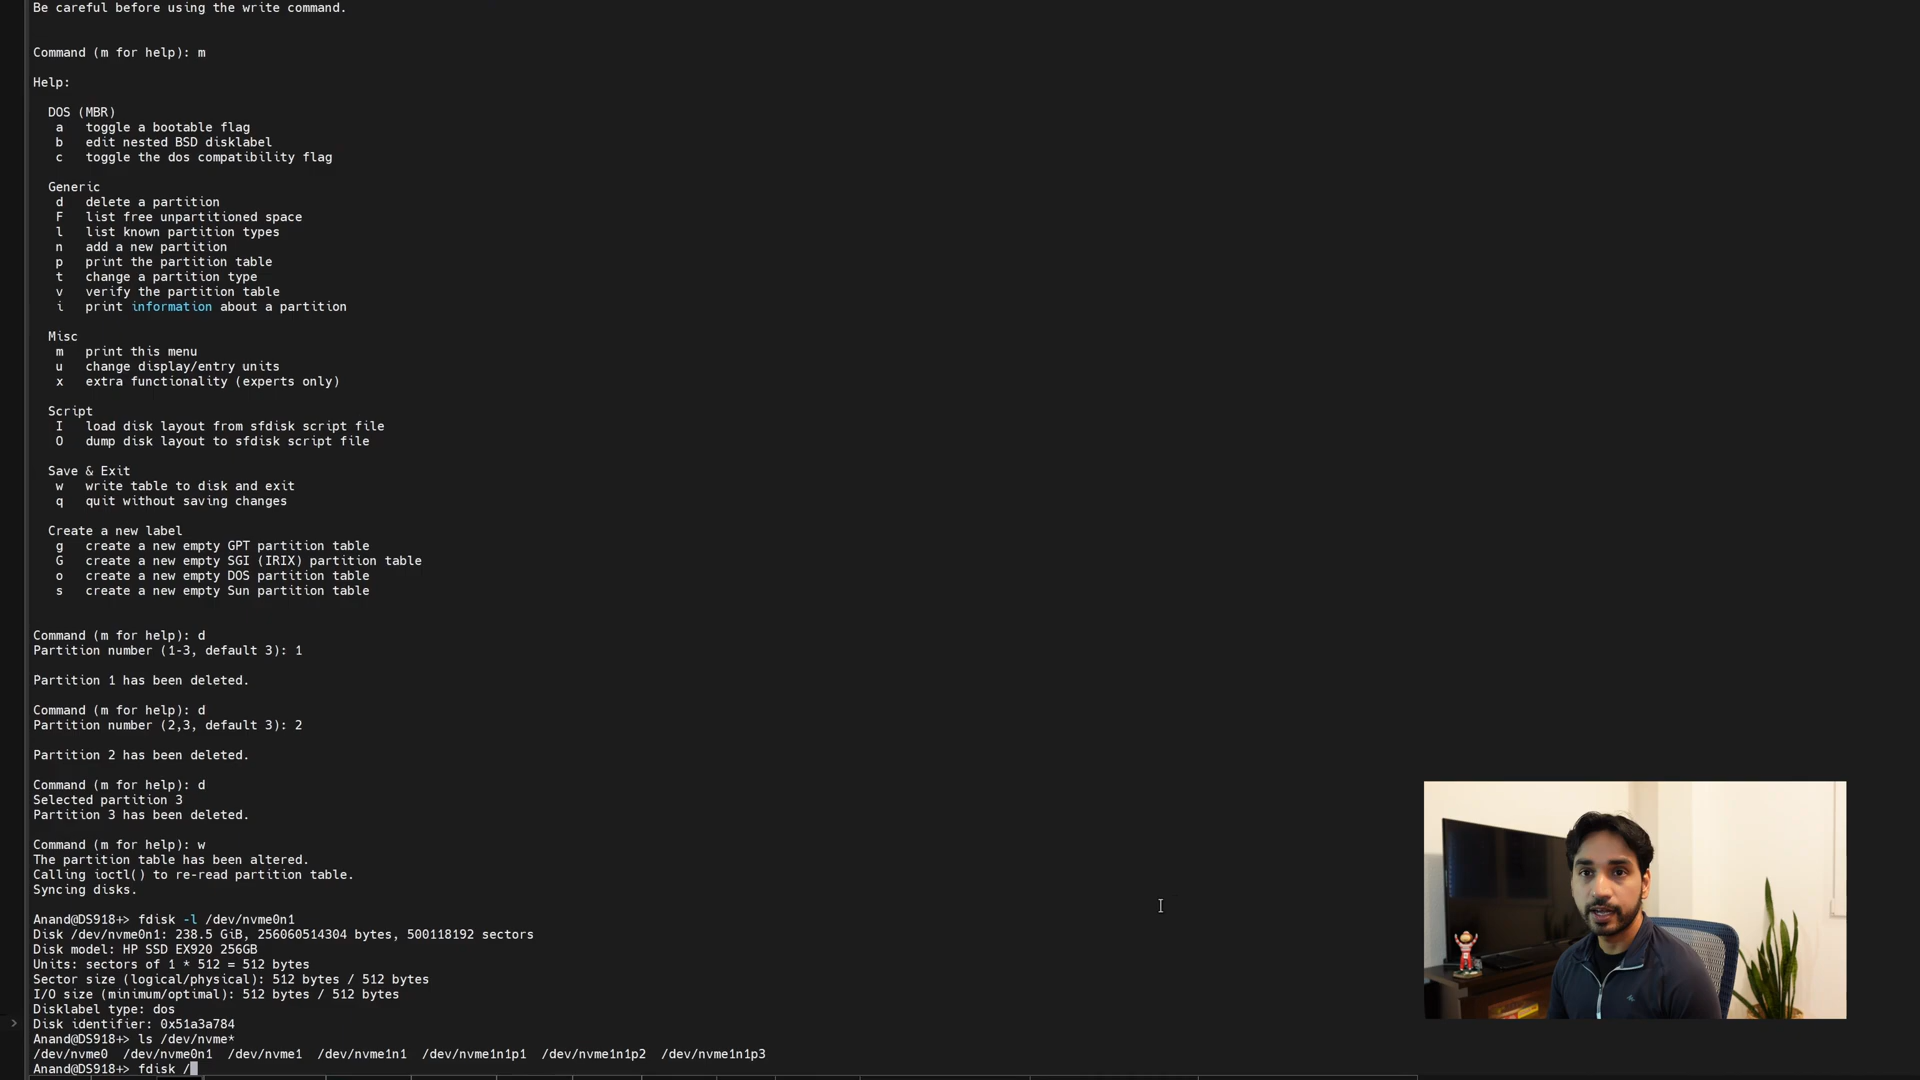 Be careful before using the write command.
Command (m for help): m
Help:
DOS (MBR)
a toggle a bootable flag
b edit nested BSD disklabel
c toggle the dos compatibility flag
Generic
d delete a partition
F list free unpartitioned space
l list known partition types
n add a new partition
p print the partition table
t change a partition type
v verify the partition table
i print information about a partition
Misc
m print this menu
u change display/entry units
x extra functionality (experts only)
Script
I load disk layout from sfdisk script file
O dump disk layout to sfdisk script file
Save & Exit
w write table to disk and exit
q quit without saving changes
Create a new label
g create a new empty GPT partition table
G create a new empty SGI (IRIX) partition table
o create a new empty DOS partition table
s create a new empty Sun partition table
Command (m for help): d
Partition number (1-3, default 3): 1
Partition 1 has been deleted.
Command (m for help): d
Partition number (2,3, default 3): 2
Partition 2 has been deleted.
Command (m for help): d
Selected partition 3
Partition 3 has been deleted.
Command (m for help): w
The partition table has been altered.
Calling ioctl() to re-read partition table.
Syncing disks.
Anand@DS918+> fdisk -l /dev/nvme0n1
Disk /dev/nvme0n1: 238.5 GiB, 256060514304 bytes, 500118192 sectors
Disk model: HP SSD EX920 256GB
Units: sectors of 1 * 512 = 512 bytes
Sector size (logical/physical): 512 bytes / 512 bytes
I/O size (minimum/optimal): 512 bytes / 512 bytes
Disklabel type: dos
Disk identifier: 0x51a3a784
Anand@DS918+> ls /dev/nvme*
/dev/nvme0 /dev/nvme0n1 /dev/nvme1 /dev/nvme1n1 /dev/nvme1n1p1 /dev/nvme1n1p2 /dev/nvme1n1p3
Anand@DS918+> fdisk /